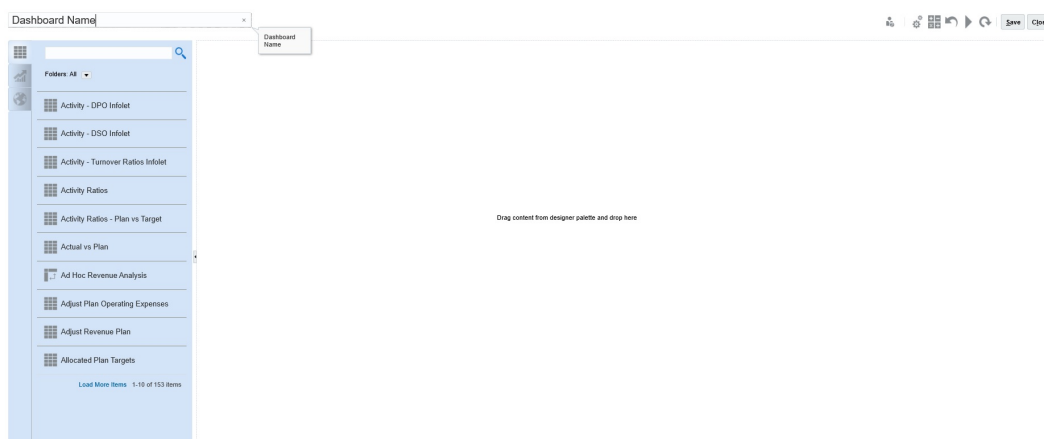 Dashboard Name ×
Dashboard
Name
Save Close
Folders: All
Activity - DPO Infolet
Activity - DSO Infolet
Activity - Turnover Ratios Infolet
Activity Ratios
Activity Ratios - Plan vs Target
Actual vs Plan
Ad Hoc Revenue Analysis
Adjust Plan Operating Expenses
Adjust Revenue Plan
Allocated Plan Targets
Load More Items 1-10 of 153 items
Drag content from designer palette and drop here